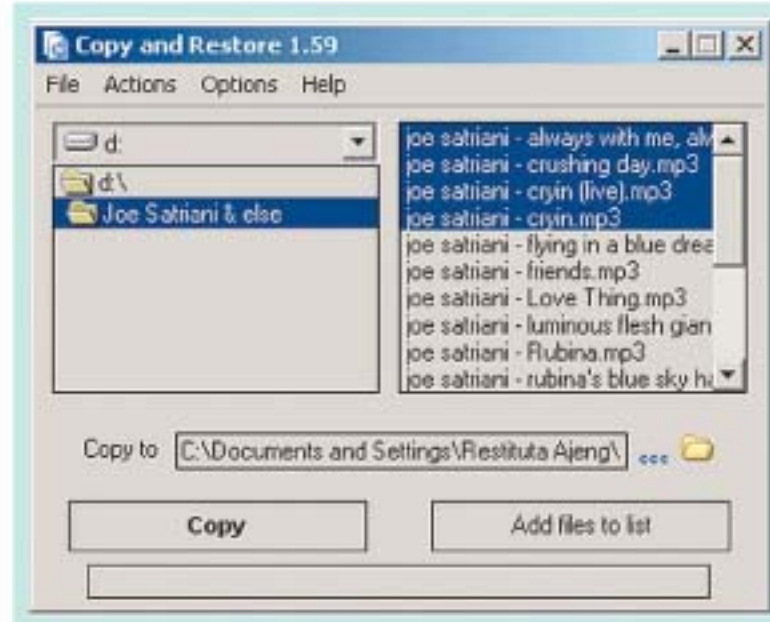 Copy and Restore 1.59
File Actions Options Help
d:
d:\
Joe Satriani & else
joe satriani - always with me, alw
joe satriani - crushing day.mp3
joe satriani - cryin (live).mp3
joe satriani - cryin.mp3
joe satriani - flying in a blue drea
joe satriani - friends.mp3
joe satriani - Love Thing.mp3
joe satriani - luminous flesh gian
joe satriani - Rubina.mp3
joe satriani - rubina's blue sky ha
Copy to C:\Documents and Settings\Restituta Ajeng\ ...
Copy
Add files to list